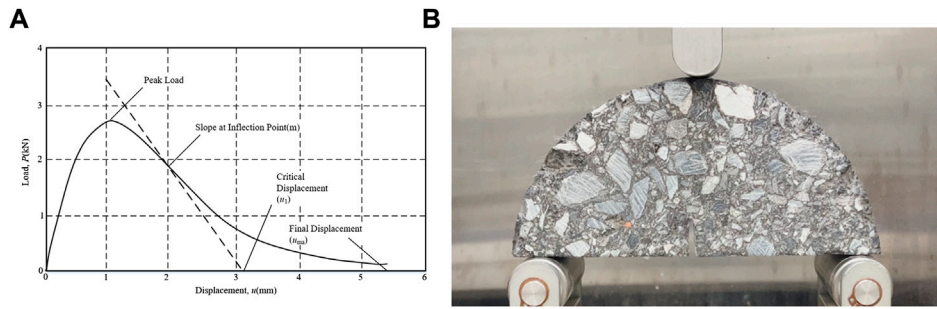 A
B
4
3
2
1
0
Load, P(kN)
Peak Load
Slope at Inflection Point(m)
Critical
Displacement
(u1)
Final Displacement
(uma)
0 1 2 3 4 5 6
Displacement, u(mm)